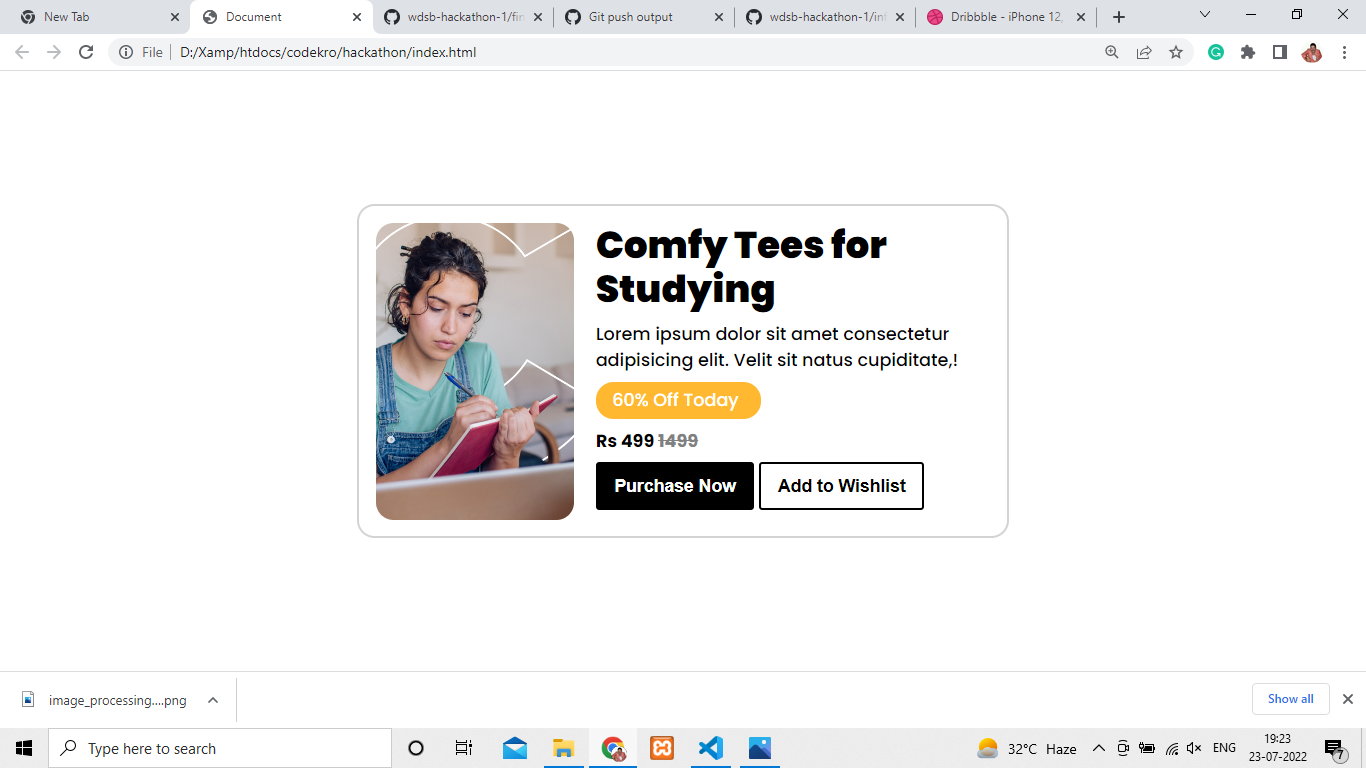 New Tab
Document
wdsb-hackathon-1/fin
Git push output
wdsb-hackathon-1/inf
Dribbble - iPhone 12,
File
D:/Xamp/htdocs/codekro/hackathon/index.html
Comfy Tees for
Studying
Lorem ipsum dolor sit amet consectetur
adipisicing elit. Velit sit natus cupiditate,!
60% Off Today
Rs 499 1499
Purchase Now
Add to Wishlist
image_processing....png
Show all
Type here to search
32°C Haze
ENG
19:23
23-07-2022
7